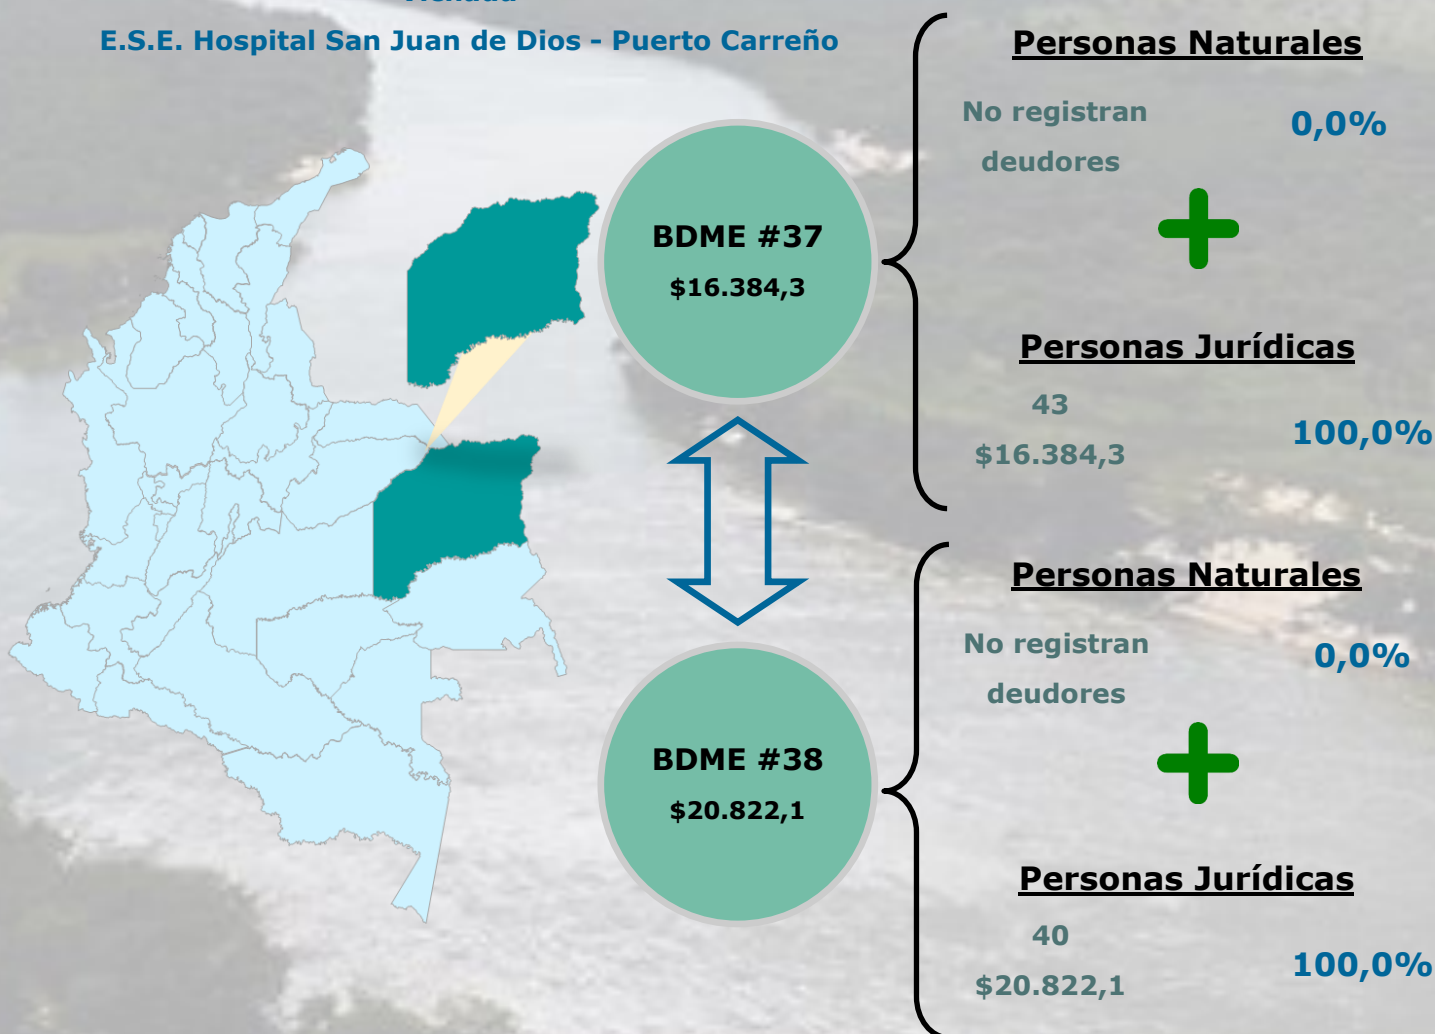 E.S.E. Hospital San Juan de Dios - Puerto Carreño
BDME #37
$16.384,3
Personas Naturales
No registran
deudores
0,0%
Personas Jurídicas
43
$16.384,3
100,0%
BDME #38
$20.822,1
Personas Naturales
No registran
deudores
0,0%
Personas Jurídicas
40
$20.822,1
100,0%